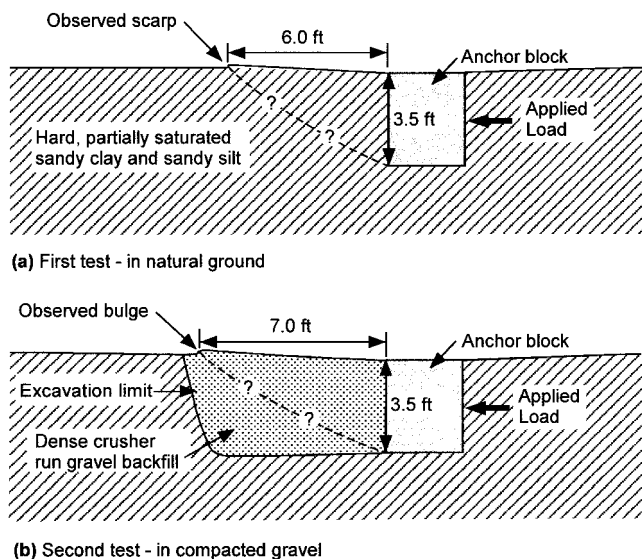 Observed scarp
6.0 ft
Anchor block
?
?
3.5 ft
Applied
Load
Hard, partially saturated
sandy clay and sandy silt
(a) First test - in natural ground
Observed bulge
7.0 ft
Anchor block
Excavation limit
?
?
3.5 ft
Applied
Load
Dense crusher
run gravel backfill
(b) Second test - in compacted gravel